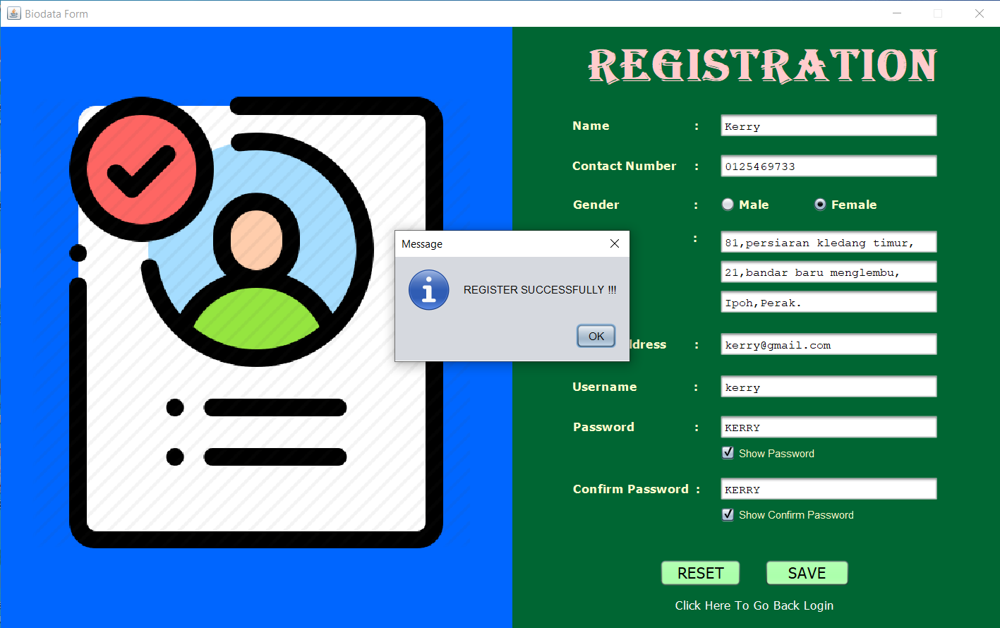 Biodata Form
REGISTRATION
Name : Kerry
Contact Number : 0125469733
Gender : Male Female
: 81,persiaran kledang timur,
21,bandar baru menglembu,
Ipoh,Perak.
Message
REGISTER SUCCESSFULLY !!!
OK
: kerry@gmail.com
Username : kerry
Password : KERRY
Show Password
Confirm Password : KERRY
Show Confirm Password
RESET SAVE
Click Here To Go Back Login